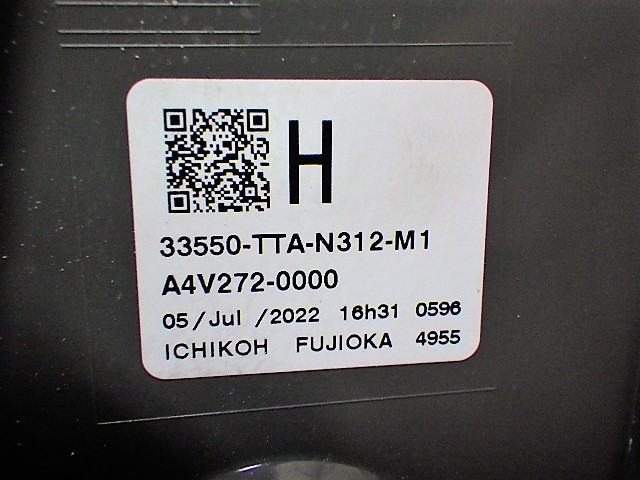 H
33550-TTA-N312-M1
A4V272-0000
05/Jul /2022 16h31 0596
ICHIKOH FUJIOKA 4955